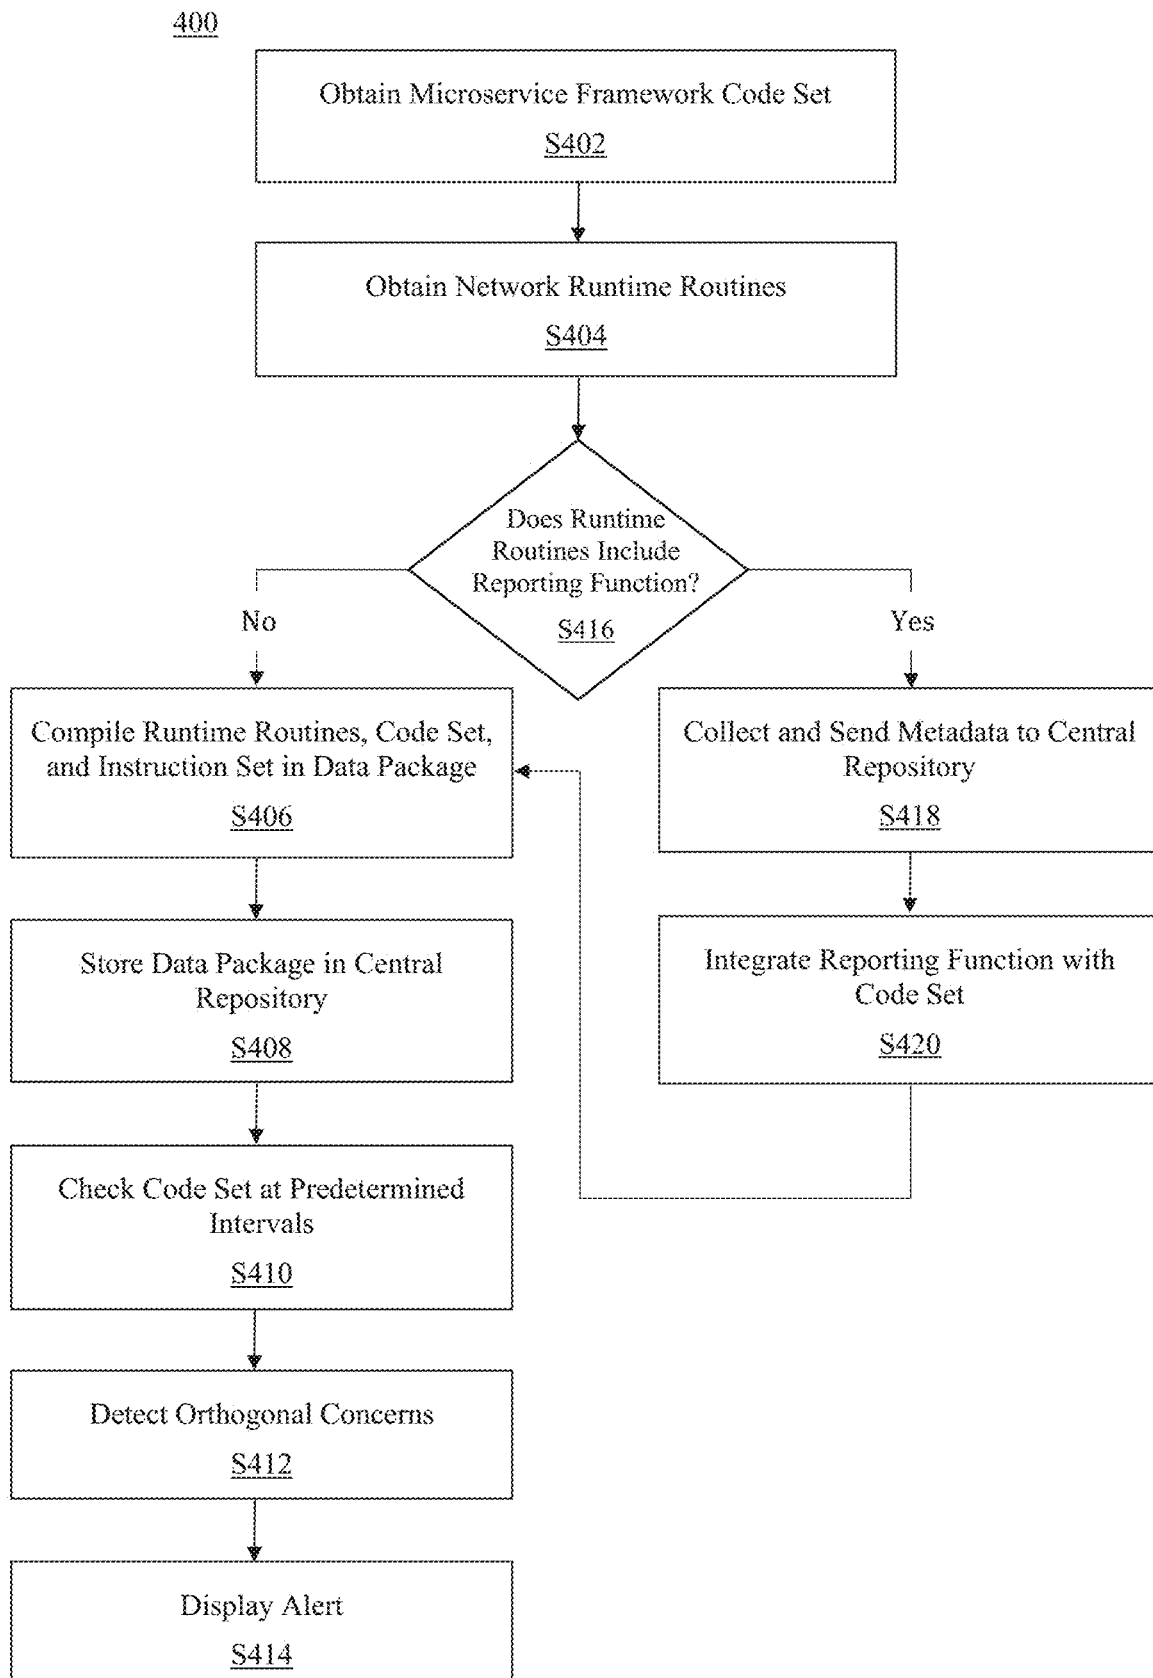 400
Obtain Microservice Framework Code Set
S402
Obtain Network Runtime Routines
S404
Does Runtime
Routines Include
Reporting Function?
S416
No
Yes
Compile Runtime Routines, Code Set,
and Instruction Set in Data Package
S406
Collect and Send Metadata to Central
Repository
S418
Store Data Package in Central
Repository
S408
Integrate Reporting Function with
Code Set
S420
Check Code Set at Predetermined
Intervals
S410
Detect Orthogonal Concerns
S412
Display Alert
S414